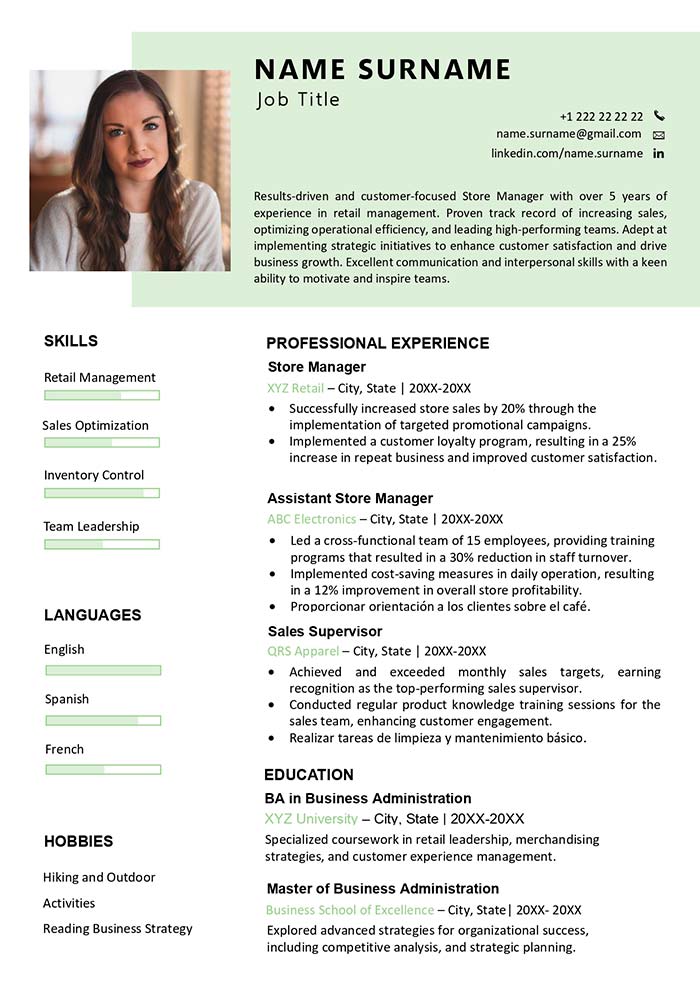 NAME SURNAME
Job Title
+1 222 22 22 22
name.surname@gmail.com
linkedin.com/name.surname
Results-driven and customer-focused Store Manager with over 5 years of
experience in retail management. Proven track record of increasing sales,
optimizing operational efficiency, and leading high-performing teams. Adept at
implementing strategic initiatives to enhance customer satisfaction and drive
business growth. Excellent communication and interpersonal skills with a keen
ability to motivate and inspire teams.
SKILLS
Retail Management
Sales Optimization
Inventory Control
Team Leadership
LANGUAGES
English
Spanish
French
HOBBIES
Hiking and Outdoor
Activities
Reading Business Strategy
PROFESSIONAL EXPERIENCE
Store Manager
XYZ Retail – City, State | 20XX-20XX
• Successfully increased store sales by 20% through the
implementation of targeted promotional campaigns.
• Implemented a customer loyalty program, resulting in a 25%
increase in repeat business and improved customer satisfaction.
Assistant Store Manager
ABC Electronics – City, State | 20XX-20XX
• Led a cross-functional team of 15 employees, providing training
programs that resulted in a 30% reduction in staff turnover.
• Implemented cost-saving measures in daily operation, resulting
in a 12% improvement in overall store profitability.
• Proporcionar orientación a los clientes sobre el café.
Sales Supervisor
QRS Apparel – City, State | 20XX-20XX
• Achieved and exceeded monthly sales targets, earning
recognition as the top-performing sales supervisor.
• Conducted regular product knowledge training sessions for the
sales team, enhancing customer engagement.
• Realizar tareas de limpieza y mantenimiento básico.
EDUCATION
BA in Business Administration
XYZ University – City, State | 20XX-20XX
Specialized coursework in retail leadership, merchandising
strategies, and customer experience management.
Master of Business Administration
Business School of Excellence – City, State| 20XX- 20XX
Explored advanced strategies for organizational success,
including competitive analysis, and strategic planning.